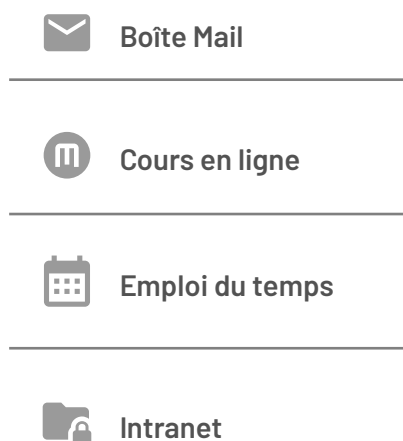 Boîte Mail
Cours en ligne
Emploi du temps
Intranet